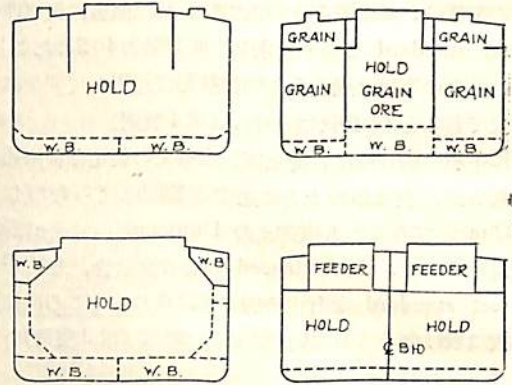 HOLD
W.B. W.B.
GRAIN GRAIN
HOLD
GRAIN GRAIN GRAIN
ORE
W.B. W.B. W.B.
W.B. W.B.
HOLD
W.B. W.B.
FEEDER FEEDER
HOLD HOLD
℄ BHD